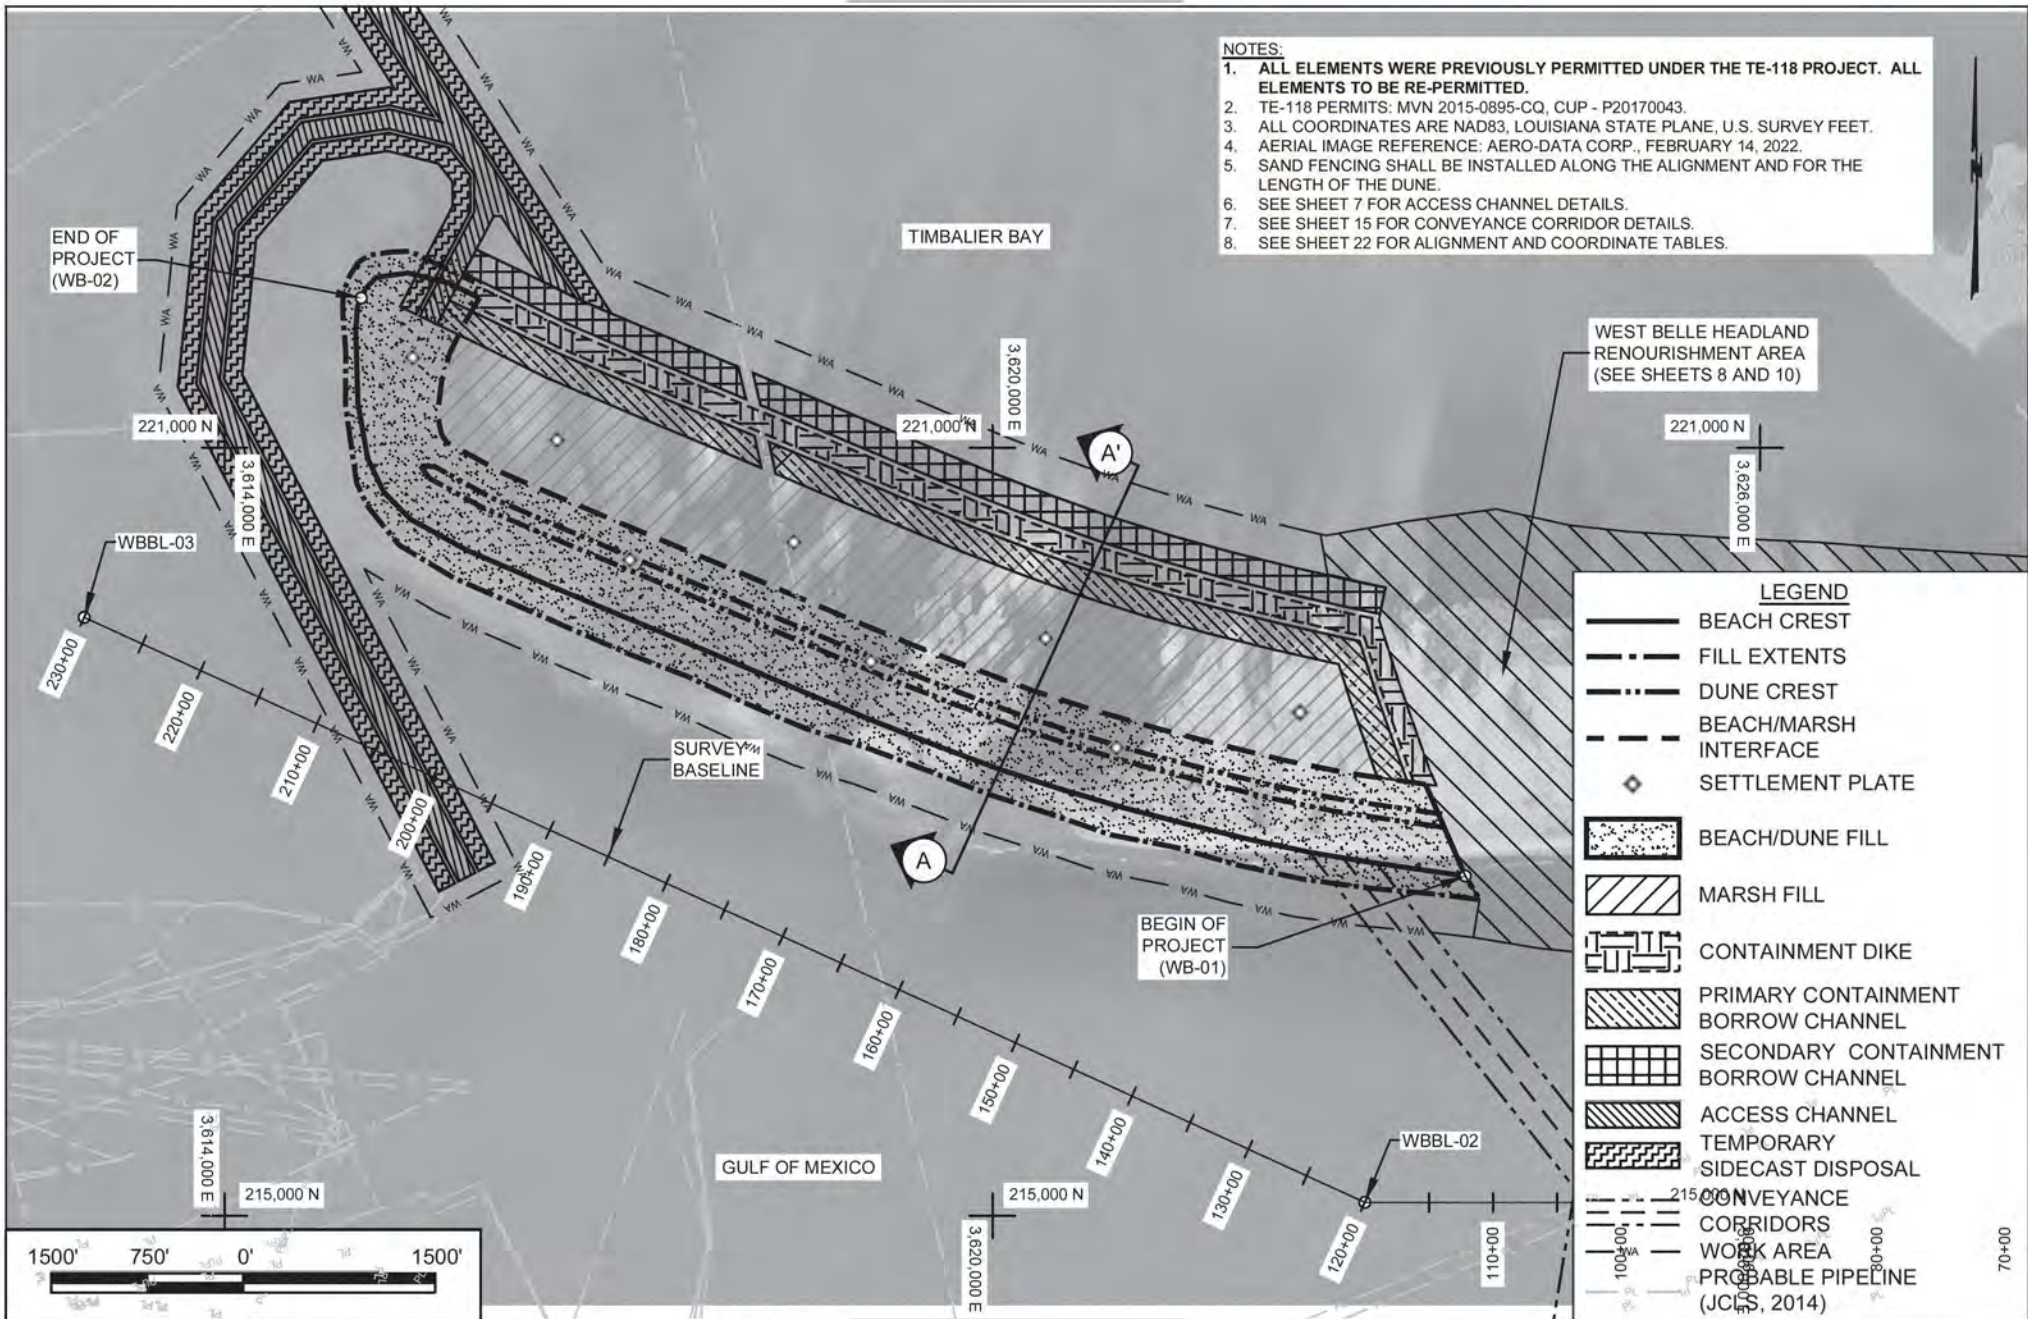 NOTES:
1. ALL ELEMENTS WERE PREVIOUSLY PERMITTED UNDER THE TE-118 PROJECT. ALL
ELEMENTS TO BE RE-PERMITTED.
2. TE-118 PERMITS: MVN 2015-0895-CQ, CUP - P20170043.
3. ALL COORDINATES ARE NAD83, LOUISIANA STATE PLANE, U.S. SURVEY FEET.
4. AERIAL IMAGE REFERENCE: AERO-DATA CORP., FEBRUARY 14, 2022.
5. SAND FENCING SHALL BE INSTALLED ALONG THE ALIGNMENT AND FOR THE
LENGTH OF THE DUNE.
6. SEE SHEET 7 FOR ACCESS CHANNEL DETAILS.
7. SEE SHEET 15 FOR CONVEYANCE CORRIDOR DETAILS.
8. SEE SHEET 22 FOR ALIGNMENT AND COORDINATE TABLES.
N
TIMBALIER BAY
END OF
PROJECT
(WB-02)
WEST BELLE HEADLAND
RENOURISHMENT AREA
(SEE SHEETS 8 AND 10)
221,000 N
3,614,000 E
221,000 N
3,620,000 E
221,000 N
3,626,000 E
A'
A
WBBL-03
SURVEY
BASELINE
BEGIN OF
PROJECT
(WB-01)
230+00
220+00
210+00
200+00
190+00
180+00
170+00
160+00
150+00
140+00
130+00
120+00
110+00
100+00
80+00
70+00
WBBL-02
GULF OF MEXICO
3,614,000 E
215,000 N
3,620,000 E
215,000 N
215,000 N
WA
PL
1500' 750' 0' 1500'
LEGEND
BEACH CREST
FILL EXTENTS
DUNE CREST
BEACH/MARSH
INTERFACE
SETTLEMENT PLATE
BEACH/DUNE FILL
MARSH FILL
CONTAINMENT DIKE
PRIMARY CONTAINMENT
BORROW CHANNEL
SECONDARY CONTAINMENT
BORROW CHANNEL
ACCESS CHANNEL
TEMPORARY
SIDECAST DISPOSAL
CONVEYANCE
CORRIDORS
WA WORK AREA
PROBABLE PIPELINE
(JCLS, 2014)